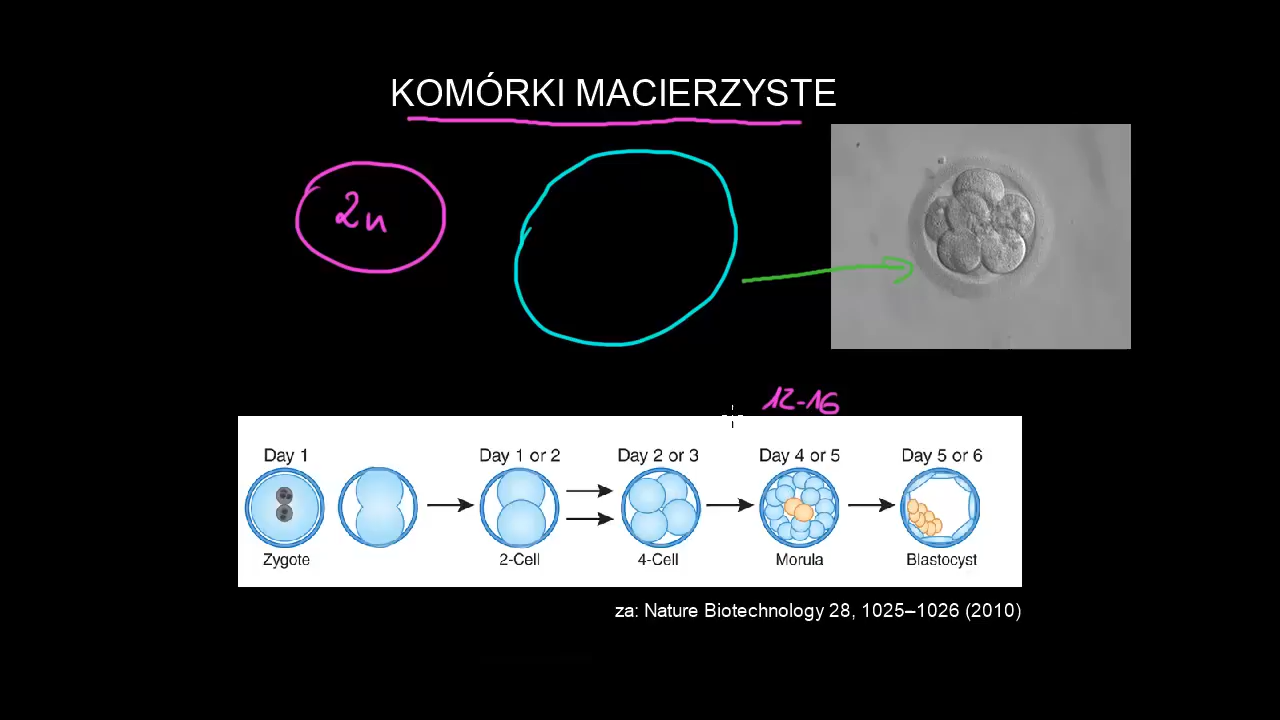 KOMÓRKI MACIERZYSTE
2n
12-16
Day 1
Day 1 or 2
Day 2 or 3
Day 4 or 5
Day 5 or 6
Zygote
2-Cell
4-Cell
Morula
Blastocyst
za: Nature Biotechnology 28, 1025–1026 (2010)